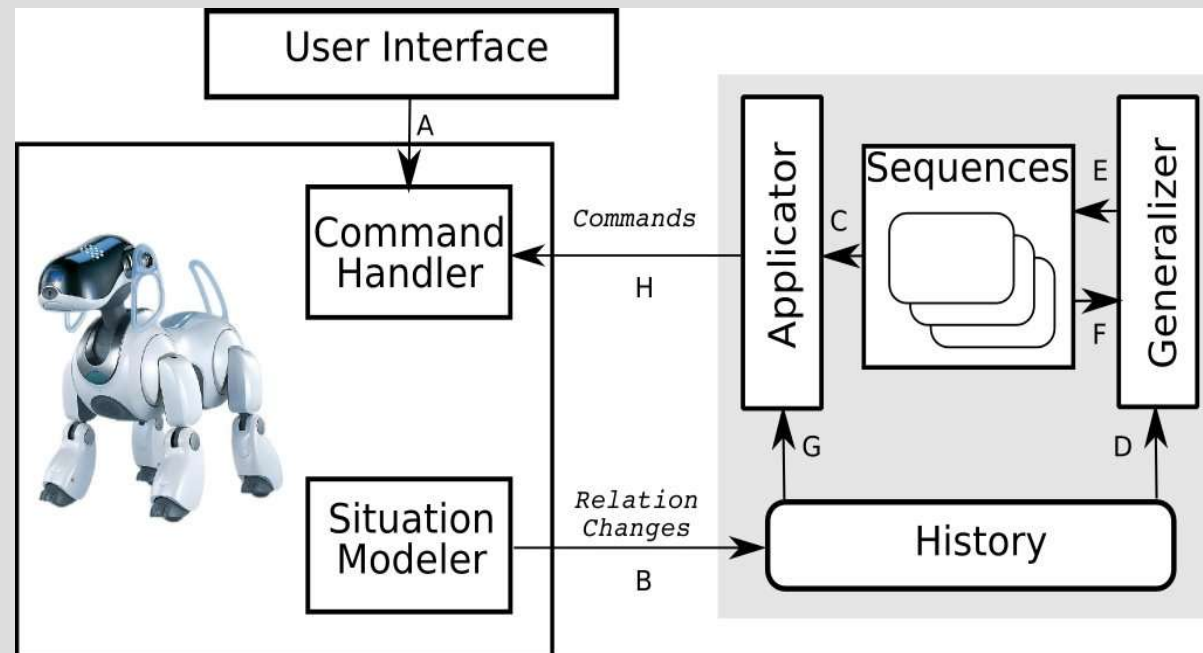 User Interface
A
Command
Handler
Commands
H
Applicator
C
Sequences
E
F
Generalizer
G
D
Situation
Modeler
Relation
Changes
B
History